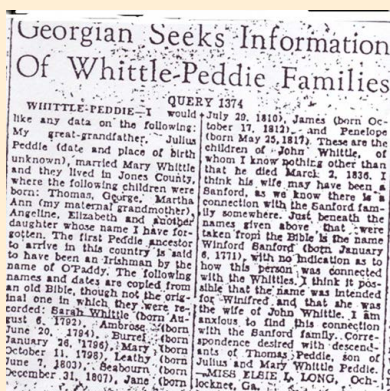 Georgian Seeks Information
Of Whittle-Peddie Families
QUERY 1374
WHITTLE-PEDDIE—I would
like any data on the following:
My great-grandfather, Julius
Peddie (date and place of birth
unknown), married Mary Whittle
and they lived in Jones County,
where the following children were
born: Thomas, George, Martha
Ann (my maternal grandmother),
Angeline, Elizabeth and another
daughter whose name I have for-
gotten. The first Peddie ancestor
to arrive in this country is said
to have been an Irishman by the
name of O'Paddy. The following
names and dates are copied from
an old Bible, though not the orig-
inal one in which they were re-
corded: Sarah Whittle (born Au-
gust 6, 1792), Ambrose (born
June 20, 1794), Burrel (born
January 26, 1796), Mary (born
October 11, 1798), Leathy (born
June 7, 1803), Seabourn (born
December 31, 1807), Jane (born
July 29, 1810), James (born Oc-
tober 17, 1812), and Penelope
(born May 25, 1817). These are the
children of John Whittle, of
whom I know nothing other than
that he died March 2, 1836. I
think his wife may have been a
Sanford, as we know there is a
connection with the Sanford fam-
ily somewhere. Just beneath the
names given above that were
taken from the Bible is the name
Winford Sanford (born January
6, 1771), with no indication as to
how this person was connected
with the Whittles. I think it pos-
sible that the name was intended
for Winifred and that she was
the wife of John Whittle. I am
anxious to find this connection
with the Sanford family. Corre-
spondence desired with descend-
ants of Thomas Peddie, son of
Julius and Mary Whittle Peddie.
—MISS ELSIE L. LONG, Och-
locknee, Ga.